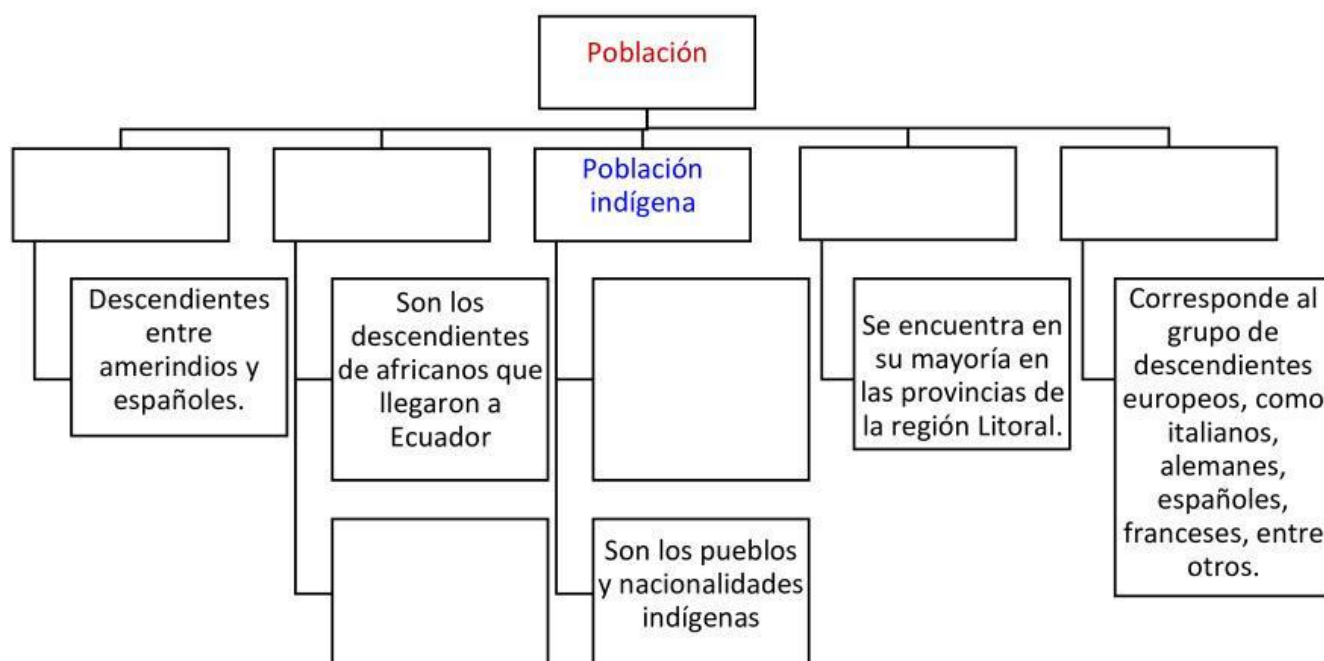 Población
Población
indígena
Descendientes
entre
amerindios y
españoles.
Son los
descendientes
de africanos que
llegaron a
Ecuador
Se encuentra en
su mayoría en
las provincias de
la región Litoral.
Corresponde al
grupo de
descendientes
europeos, como
italianos,
alemanes,
españoles,
franceses, entre
otros.
Son los pueblos
y nacionalidades
indígenas